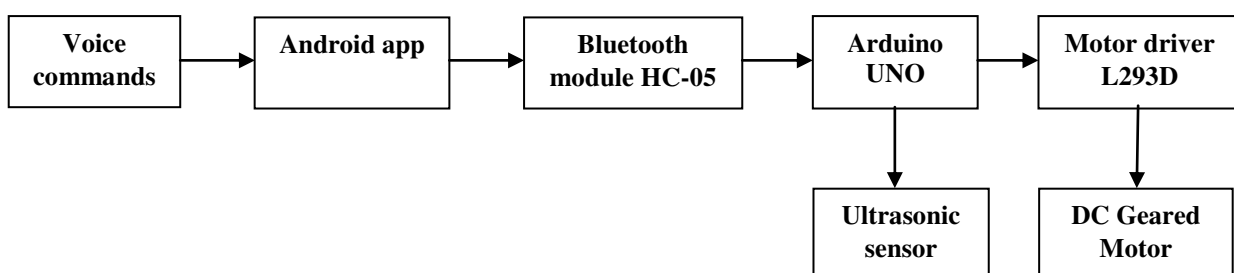 Voice
commands
Android app
Bluetooth
module HC-05
Arduino
UNO
Motor driver
L293D
Ultrasonic
sensor
DC Geared
Motor